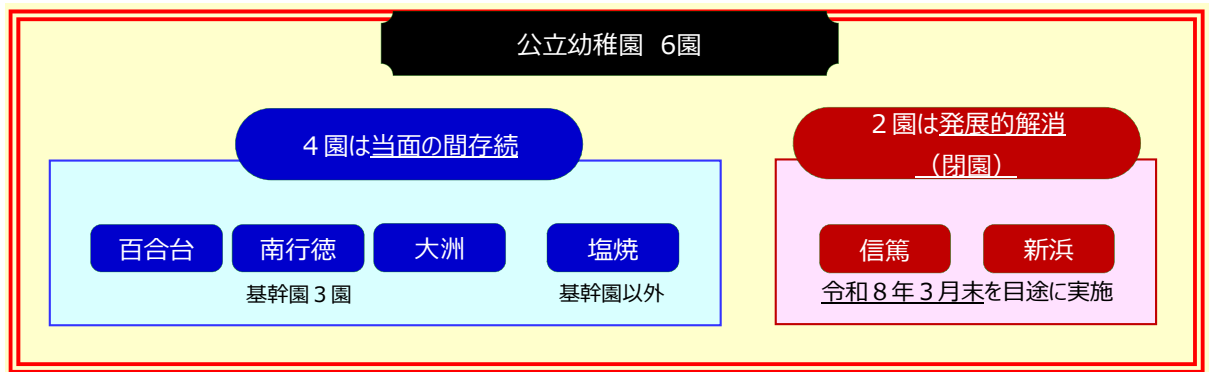 公立幼稚園 6園
4園は当面の間存続
2園は発展的解消
（閉園）
百合台 南行徳 大洲 塩焼
信篤 新浜
基幹園3園 基幹園以外
令和8年3月末を目途に実施